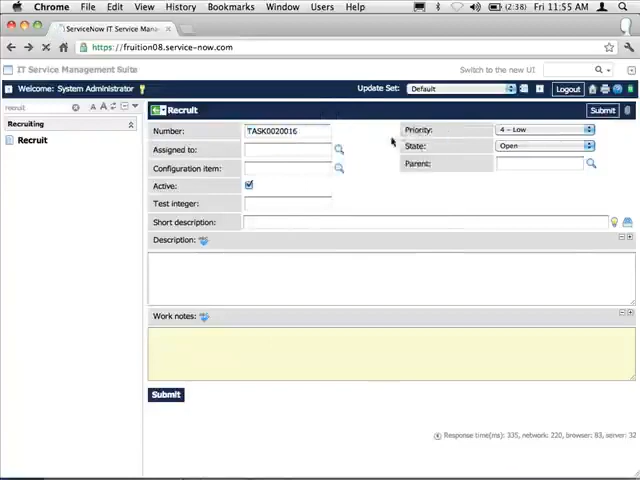 Chrome File Edit View History Bookmarks Window Users Help (2:38) Fri 11:55 AM
ServiceNow IT Service Mana
https://fruition08.service-now.com
IT Service Management Suite Switch to the new UI
Welcome: System Administrator Update Set: Default Logout
recruit A A
Recruiting
Recruit
Recruit Submit
Number: TASK0020016 Priority: 4 - Low
Assigned to: State: Open
Configuration item: Parent:
Active:
Test integer:
Short description:
Description:
Work notes:
Submit
Response time(ms): 335, network: 220, browser: 83, server: 32